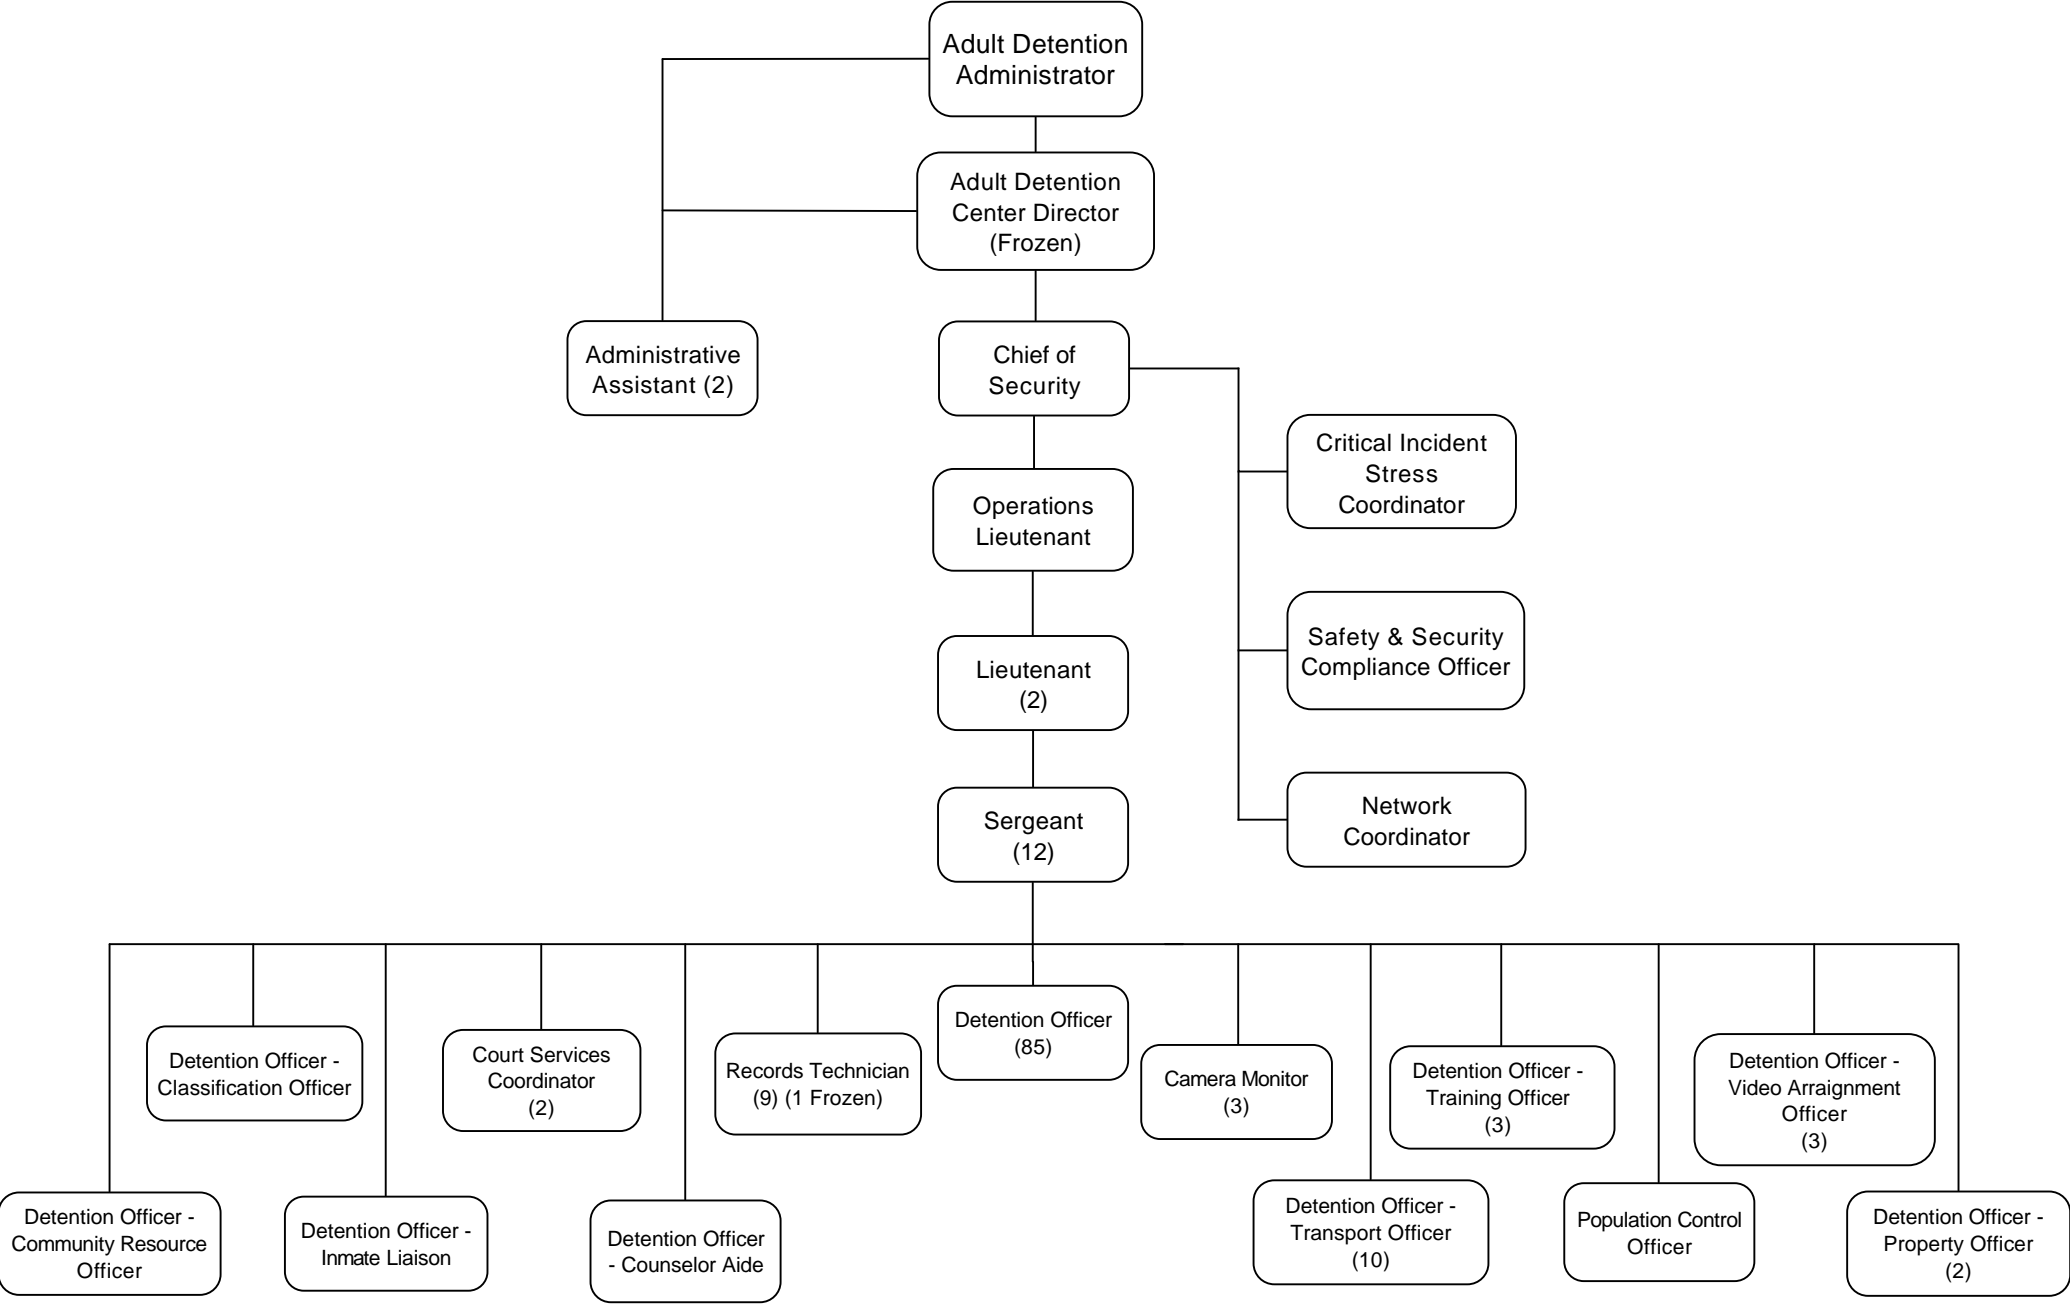 Adult Detention
Administrator
Adult Detention
Center Director
(Frozen)
Administrative
Assistant (2)
Chief of
Security
Critical Incident
Stress
Coordinator
Operations
Lieutenant
Safety & Security
Compliance Officer
Lieutenant
(2)
Network
Coordinator
Sergeant
(12)
Detention Officer -
Community Resource
Officer
Detention Officer -
Classification Officer
Detention Officer -
Inmate Liaison
Court Services
Coordinator
(2)
Detention Officer
- Counselor Aide
Records Technician
(9) (1 Frozen)
Detention Officer
(85)
Camera Monitor
(3)
Detention Officer -
Transport Officer
(10)
Detention Officer -
Training Officer
(3)
Population Control
Officer
Detention Officer -
Video Arraignment
Officer
(3)
Detention Officer -
Property Officer
(2)